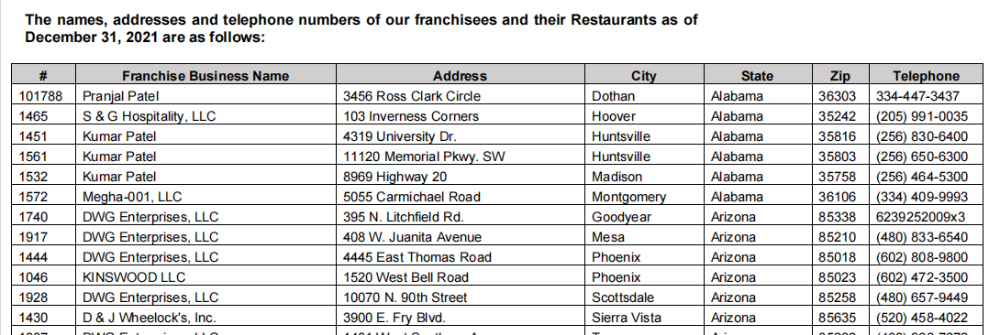 The names, addresses and telephone numbers of our franchisees and their Restaurants as of
December 31, 2021 are as follows:
# Franchise Business Name Address City State Zip Telephone
101788 Pranjal Patel 3456 Ross Clark Circle Dothan Alabama 36303 334-447-3437
1465 S & G Hospitality, LLC 103 Inverness Corners Hoover Alabama 35242 (205) 991-0035
1451 Kumar Patel 4319 University Dr. Huntsville Alabama 35816 (256) 830-6400
1561 Kumar Patel 11120 Memorial Pkwy. SW Huntsville Alabama 35803 (256) 650-6300
1532 Kumar Patel 8969 Highway 20 Madison Alabama 35758 (256) 464-5300
1572 Megha-001, LLC 5055 Carmichael Road Montgomery Alabama 36106 (334) 409-9993
1740 DWG Enterprises, LLC 395 N. Litchfield Rd. Goodyear Arizona 85338 6239252009x3
1917 DWG Enterprises, LLC 408 W. Juanita Avenue Mesa Arizona 85210 (480) 833-6540
1444 DWG Enterprises, LLC 4445 East Thomas Road Phoenix Arizona 85018 (602) 808-9800
1046 KINSWOOD LLC 1520 West Bell Road Phoenix Arizona 85023 (602) 472-3500
1928 DWG Enterprises, LLC 10070 N. 90th Street Scottsdale Arizona 85258 (480) 657-9449
1430 D & J Wheelock's, Inc. 3900 E. Fry Blvd. Sierra Vista Arizona 85635 (520) 458-4022